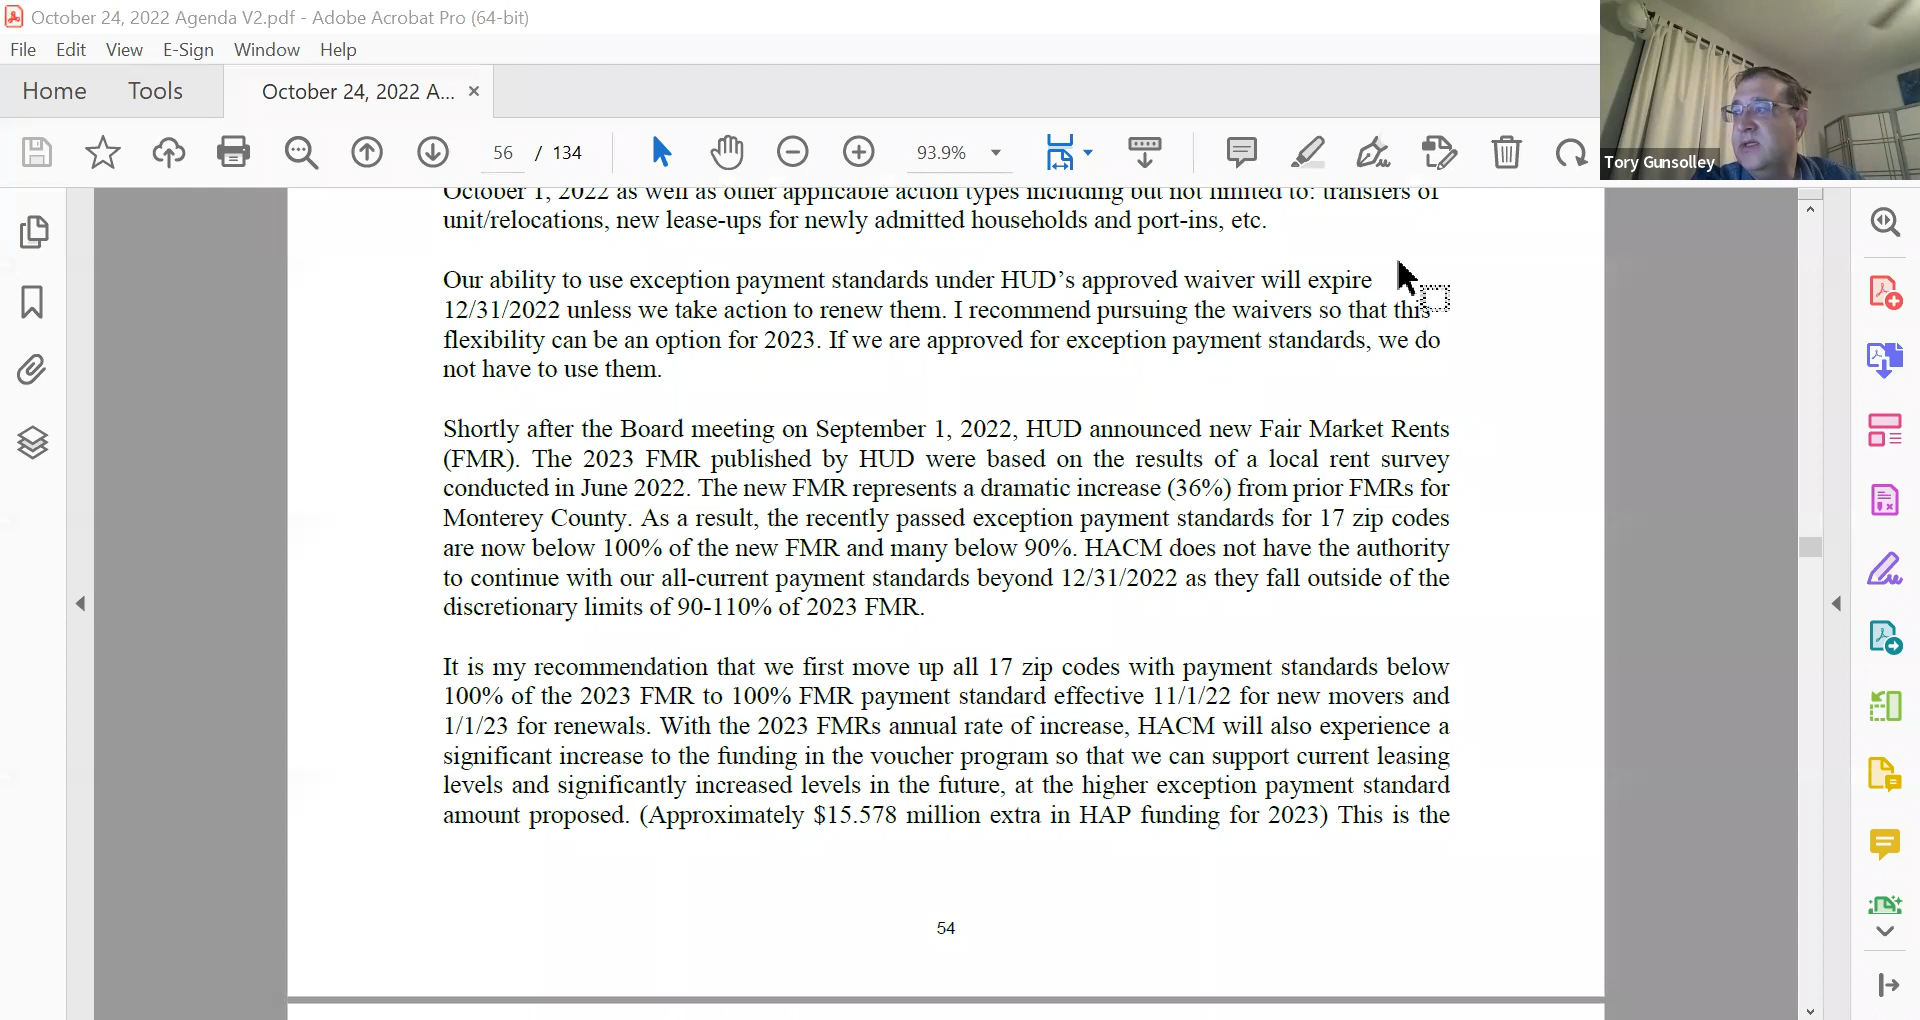 October 24, 2022 Agenda V2.pdf - Adobe Acrobat Pro (64-bit)
File Edit View E-Sign Window Help
Home Tools October 24, 2022 A... ×
56 / 134 93.9%
Tory Gunsolley
October 1, 2022 as well as other applicable action types including but not limited to: transfers of
unit/relocations, new lease-ups for newly admitted households and port-ins, etc.
Our ability to use exception payment standards under HUD’s approved waiver will expire
12/31/2022 unless we take action to renew them. I recommend pursuing the waivers so that this
flexibility can be an option for 2023. If we are approved for exception payment standards, we do
not have to use them.
Shortly after the Board meeting on September 1, 2022, HUD announced new Fair Market Rents
(FMR). The 2023 FMR published by HUD were based on the results of a local rent survey
conducted in June 2022. The new FMR represents a dramatic increase (36%) from prior FMRs for
Monterey County. As a result, the recently passed exception payment standards for 17 zip codes
are now below 100% of the new FMR and many below 90%. HACM does not have the authority
to continue with our all-current payment standards beyond 12/31/2022 as they fall outside of the
discretionary limits of 90-110% of 2023 FMR.
It is my recommendation that we first move up all 17 zip codes with payment standards below
100% of the 2023 FMR to 100% FMR payment standard effective 11/1/22 for new movers and
1/1/23 for renewals. With the 2023 FMRs annual rate of increase, HACM will also experience a
significant increase to the funding in the voucher program so that we can support current leasing
levels and significantly increased levels in the future, at the higher exception payment standard
amount proposed. (Approximately $15.578 million extra in HAP funding for 2023) This is the
54